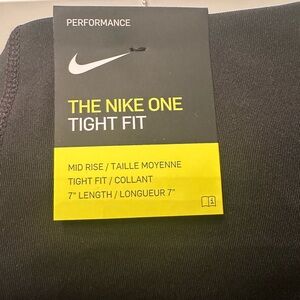 PERFORMANCE
THE NIKE ONE
TIGHT FIT
MID RISE / TAILLE MOYENNE
TIGHT FIT / COLLANT
7" LENGTH / LONGUEUR 7"